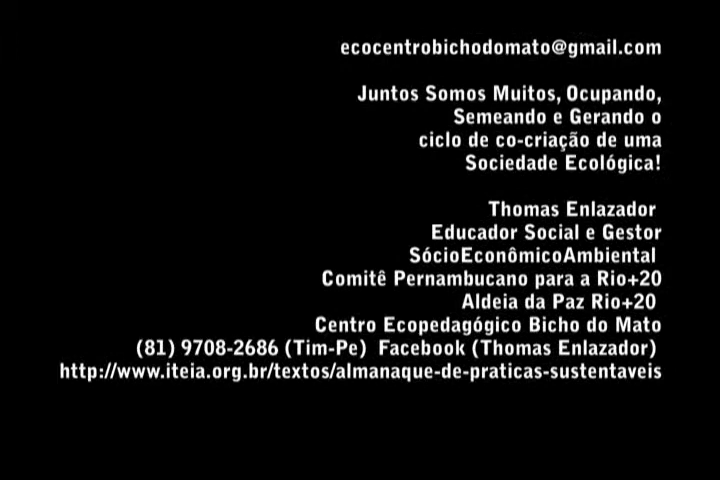 ecocentrobichodomato@gmail.com
Juntos Somos Muitos, Ocupando,
Semeando e Gerando o
ciclo de co-criação de uma
Sociedade Ecológica!
Thomas Enlazador
Educador Social e Gestor
SócioEconômicoAmbiental
Comitê Pernambucano para a Rio+20
Aldeia da Paz Rio+20
Centro Ecopedagógico Bicho do Mato
(81) 9708-2686 (Tim-Pe) Facebook (Thomas Enlazador)
http://www.iteia.org.br/textos/almanaque-de-praticas-sustentaveis